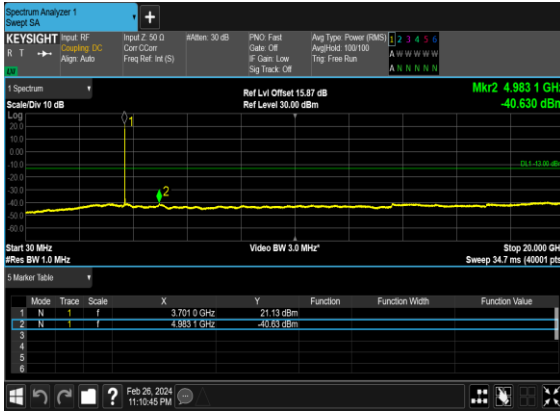 Spectrum Analyzer 1
Swept SA
+
KEYSIGHT Input: RF Input Z: 50 Ω #Atten: 30 dB PNO: Fast Avg Type: Power (RMS) 1 2 3 4 5 6
R T Coupling: DC Corr CCorr Gate: Off Avg|Hold: 100/100 A W W W W W
Align: Auto Freq Ref: Int (S) IF Gain: Low Trig: Free Run
Sig Track: Off A N N N N N
1 Spectrum Ref Lvl Offset 15.87 dB Mkr2 4.983 1 GHz
Scale/Div 10 dB Ref Level 30.00 dBm -40.630 dBm
Log
20.0
10.0
0.00
-10.0
-20.0
-30.0
-40.0
-50.0
-60.0
1
2
DL1 -13.00 dBm
Start 30 MHz Video BW 3.0 MHz* Stop 20.000 GH
#Res BW 1.0 MHz Sweep 34.7 ms (40001 pts
5 Marker Table
Mode Trace Scale X Y Function Function Width Function Value
1 N 1 f 3.701 0 GHz 21.13 dBm
2 N 1 f 4.983 1 GHz -40.63 dBm
3
4
5
6
? Feb 26, 2024
11:10:45 PM